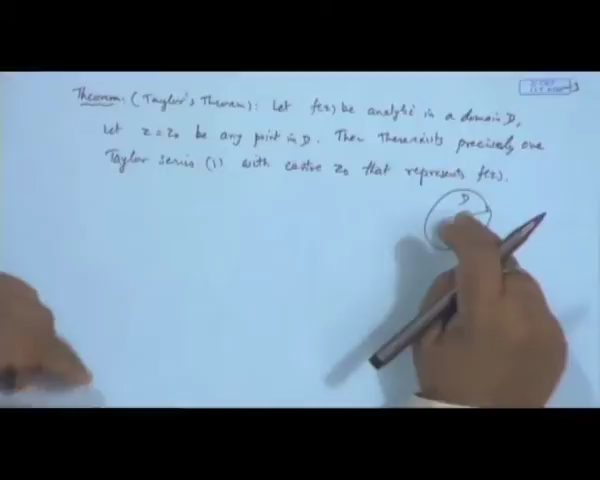 Theorem. (Taylor's Theorem): Let f(z) be analytic in a domain D,
Let z = z0 be any point in D. Then There exists precisely one
Taylor series (1) with centre z0 that represents f(z).
D